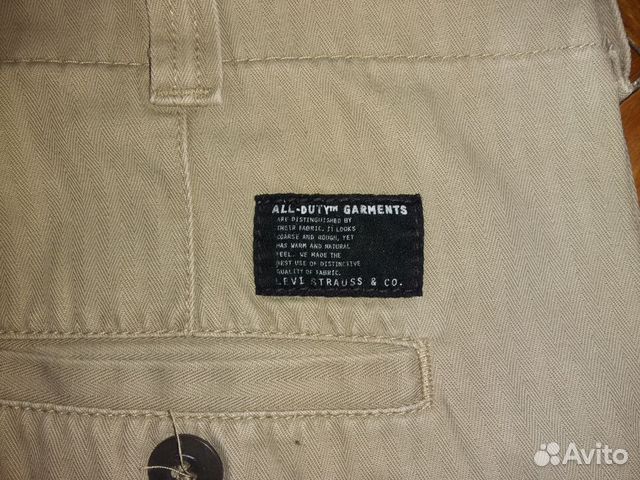 ALL-DUTY™ GARMENTS
ARE DISTINGUISHED BY
THEIR FABRIC. IT LOOKS
COARSE AND ROUGH, YET
HAS WARM AND NATURAL
FEEL. WE MADE THE
BEST USE OF DISTINCTIVE
QUALITY OF FABRIC.
LEVI STRAUSS & CO.
Avito